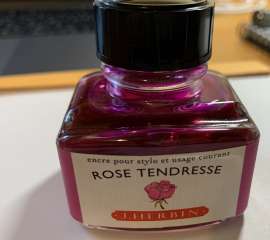 encre pour stylo et usage courant
ROSE TENDRESSE
J. HERBIN